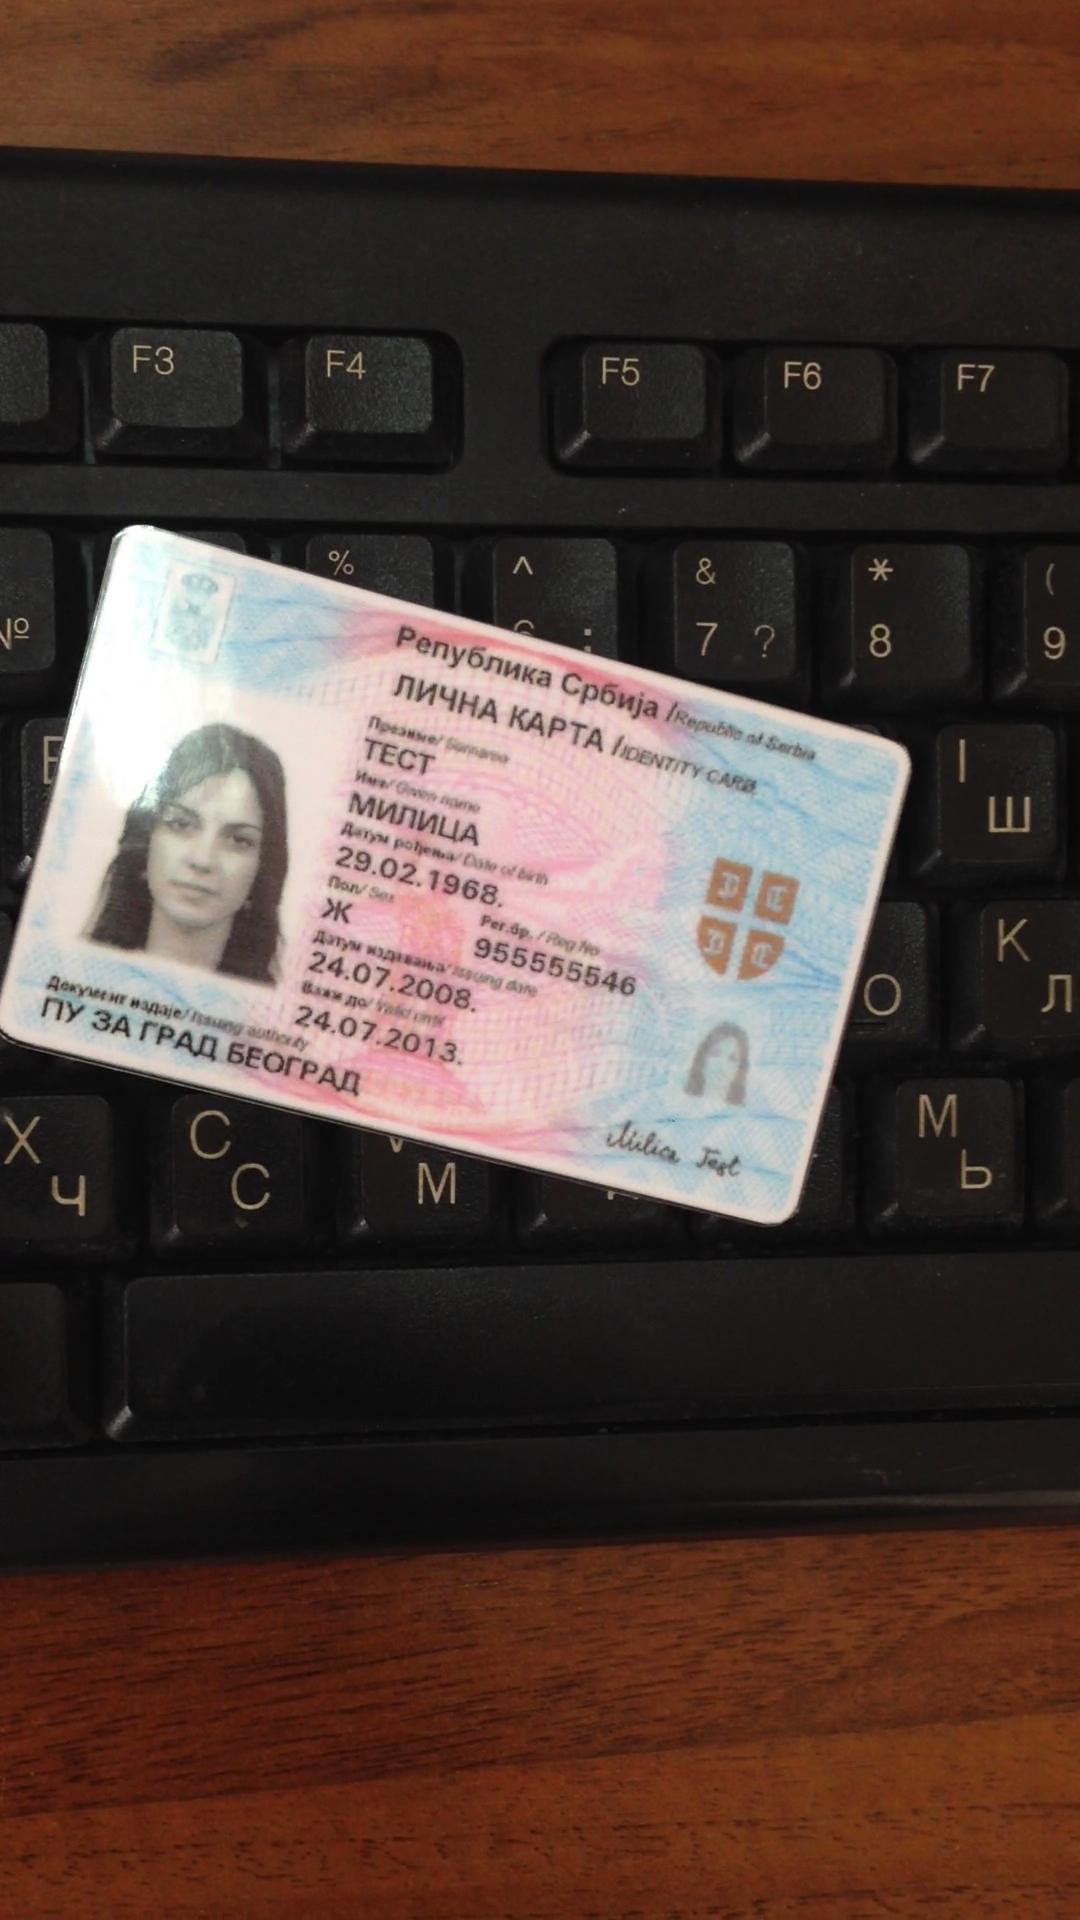 F3 F4 F5 F6 F7
% ^ & * (
№ 7 ? 8 9
Република Србија /Republic of Serbia
ЛИЧНА КАРТА /IDENTITY CARD
Презиме/ Surname
ТЕСТ
Име/ Given name
МИЛИЦА
Датум рођења/ Date of birth
29.02.1968.
Пол/ Sex
Ж
Рег.бр. / Reg No
955555546
Датум издавања/ Issuing date
24.07.2008.
Важи до/ Valid until
24.07.2013.
Документ издаје/ Issuing authority
ПУ ЗА ГРАД БЕОГРАД
Milica Test
I
Ш
K
О Л
X C M
Ч С М Ь